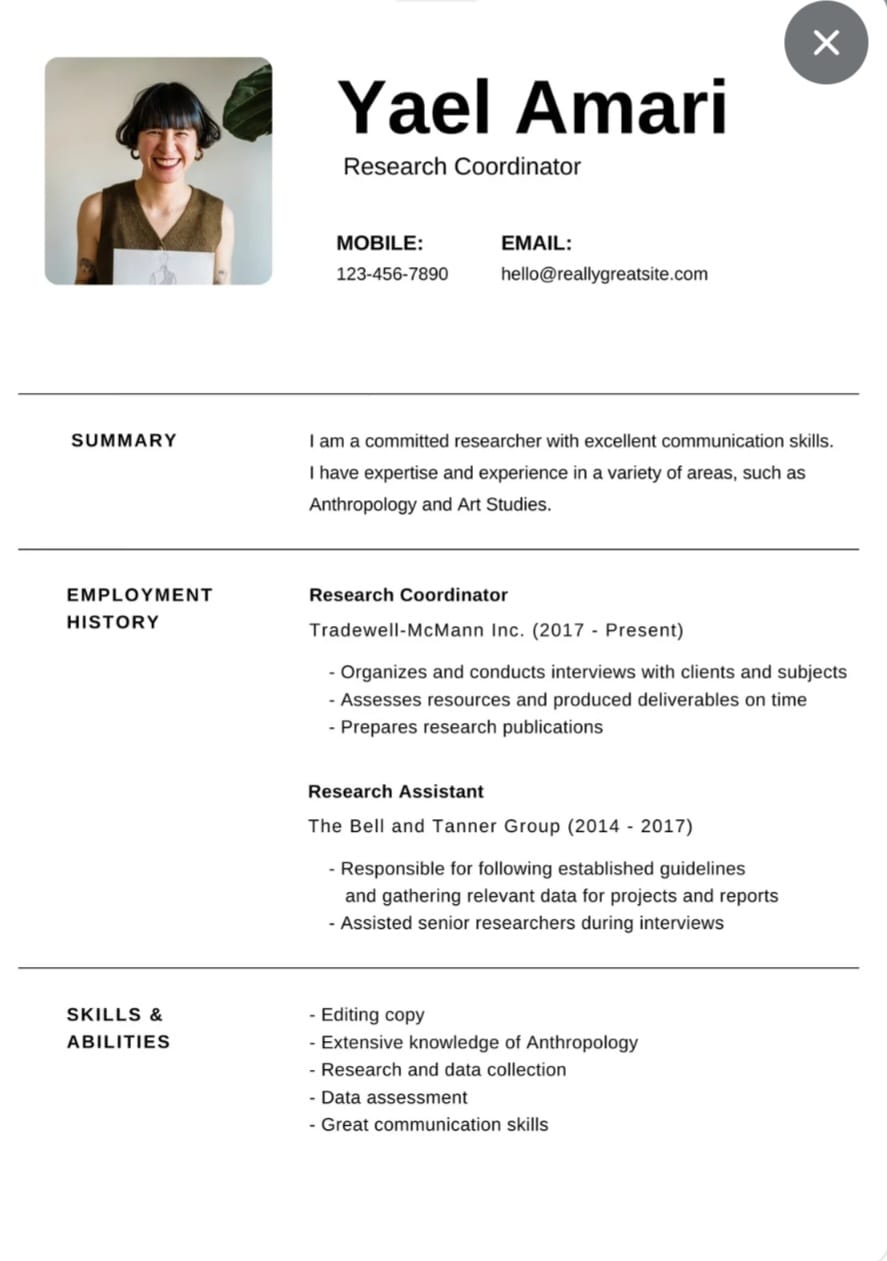 Yael Amari
Research Coordinator
MOBILE:
123-456-7890
EMAIL:
hello@reallygreatsite.com
SUMMARY
I am a committed researcher with excellent communication skills.
I have expertise and experience in a variety of areas, such as
Anthropology and Art Studies.
EMPLOYMENT
HISTORY
Research Coordinator
Tradewell-McMann Inc. (2017 - Present)
- Organizes and conducts interviews with clients and subjects
- Assesses resources and produced deliverables on time
- Prepares research publications
Research Assistant
The Bell and Tanner Group (2014 - 2017)
- Responsible for following established guidelines
and gathering relevant data for projects and reports
- Assisted senior researchers during interviews
SKILLS &
ABILITIES
- Editing copy
- Extensive knowledge of Anthropology
- Research and data collection
- Data assessment
- Great communication skills